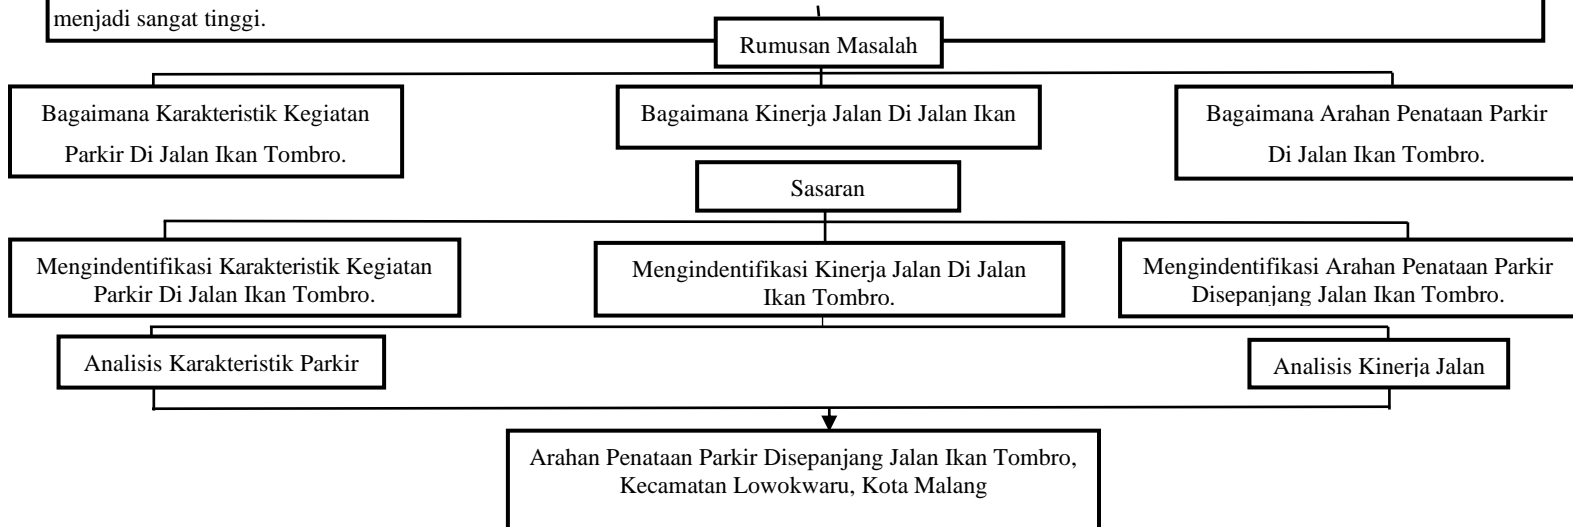 menjadi sangat tinggi.
Rumusan Masalah
Bagaimana Karakteristik Kegiatan
Parkir Di Jalan Ikan Tombro.
Bagaimana Kinerja Jalan Di Jalan Ikan
Bagaimana Arahan Penataan Parkir
Di Jalan Ikan Tombro.
Sasaran
Mengindentifikasi Karakteristik Kegiatan
Parkir Di Jalan Ikan Tombro.
Mengindentifikasi Kinerja Jalan Di Jalan
Ikan Tombro.
Mengindentifikasi Arahan Penataan Parkir
Disepanjang Jalan Ikan Tombro.
Analisis Karakteristik Parkir
Analisis Kinerja Jalan
Arahan Penataan Parkir Disepanjang Jalan Ikan Tombro,
Kecamatan Lowokwaru, Kota Malang